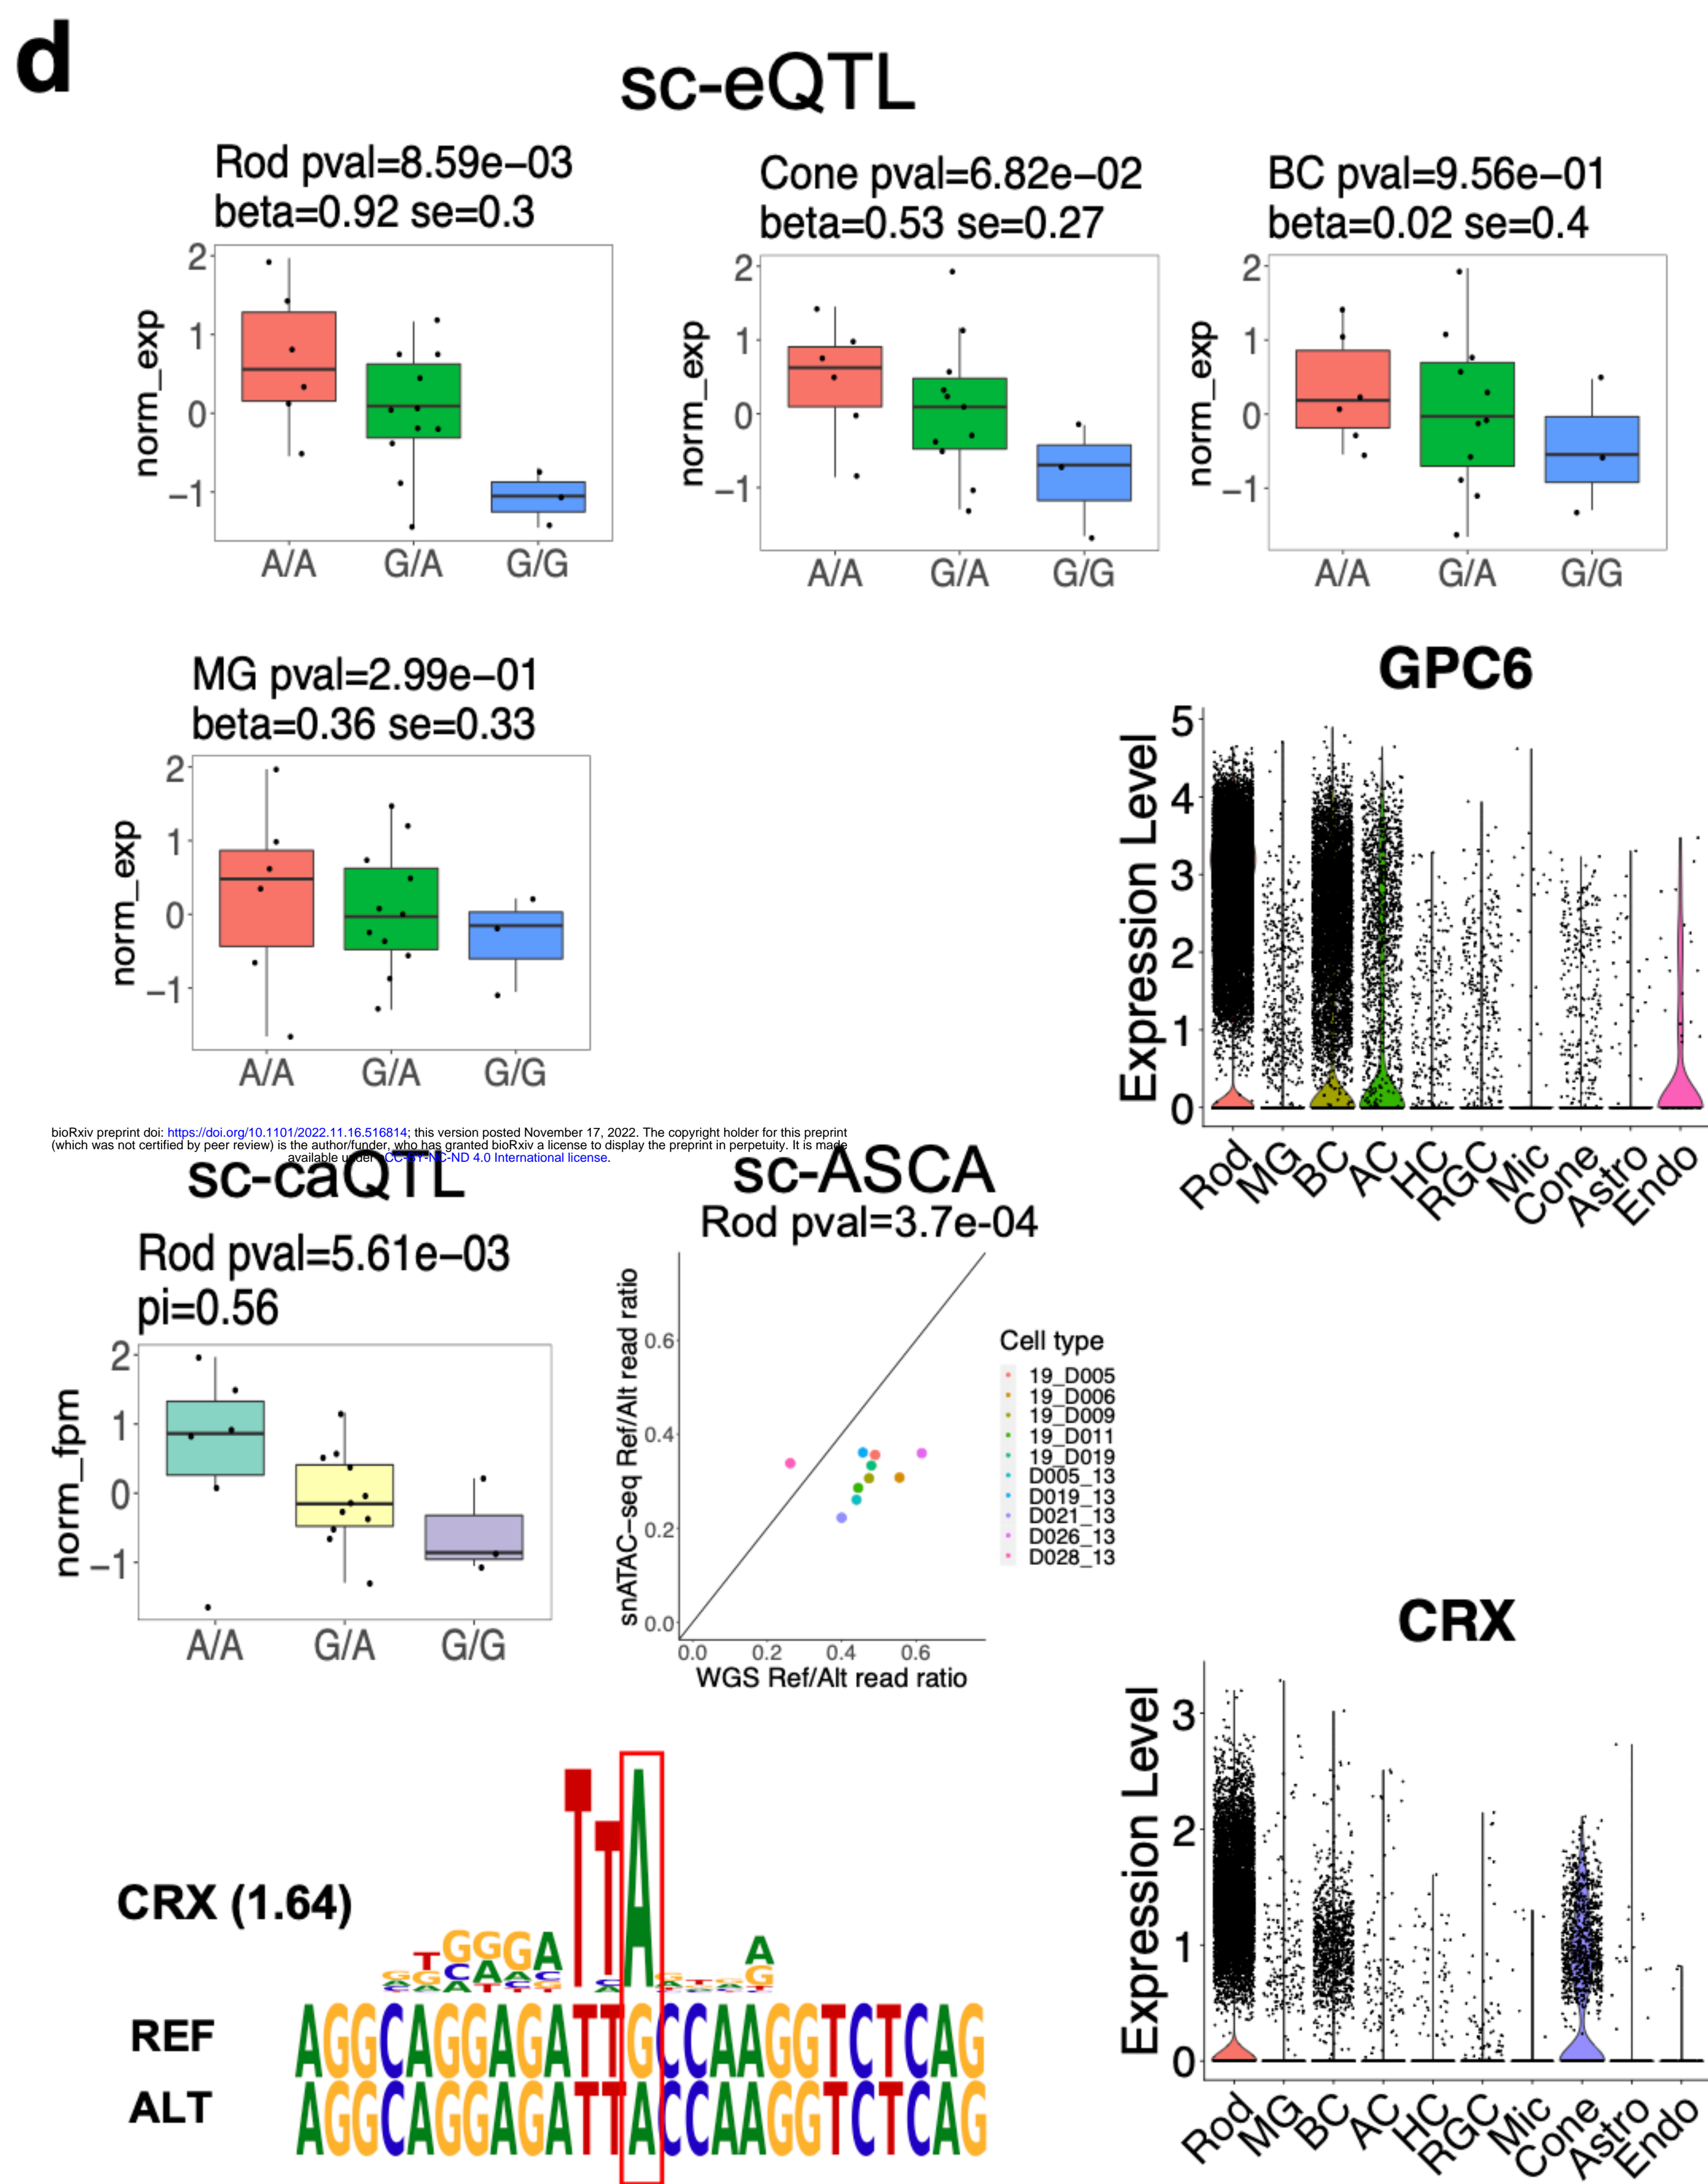 d
sc-eQTL
Rod pval=8.59e−03
beta=0.92 se=0.3
norm_exp
2
1
0
−1
A/A G/A G/G
Cone pval=6.82e−02
beta=0.53 se=0.27
norm_exp
2
1
0
−1
A/A G/A G/G
BC pval=9.56e−01
beta=0.02 se=0.4
norm_exp
2
1
0
−1
A/A G/A G/G
MG pval=2.99e−01
beta=0.36 se=0.33
norm_exp
2
1
0
−1
A/A G/A G/G
GPC6
Expression Level
5
4
3
2
1
0
Rod MG BC AC HC RGC Mic Cone Astro Endo
bioRxiv preprint doi: https://doi.org/10.1101/2022.11.16.516814; this version posted November 17, 2022. The copyright holder for this preprint
(which was not certified by peer review) is the author/funder, who has granted bioRxiv a license to display the preprint in perpetuity. It is made
available under aCC-BY-NC-ND 4.0 International license.
sc-caQTL
Rod pval=5.61e−03
pi=0.56
norm_fpm
2
1
0
−1
A/A G/A G/G
sc-ASCA
Rod pval=3.7e-04
snATAC−seq Ref/Alt read ratio
0.6
0.4
0.2
0.0
0.0 0.2 0.4 0.6
WGS Ref/Alt read ratio
Cell type
19_D005
19_D006
19_D009
19_D011
19_D019
D005_13
D019_13
D021_13
D026_13
D028_13
CRX
Expression Level
3
2
1
0
Rod MG BC AC HC RGC Mic Cone Astro Endo
CRX (1.64)
REF AGGCAGGAGATTGCCAAGGTCTCAG
ALT AGGCAGGAGATTACCAAGGTCTCAG